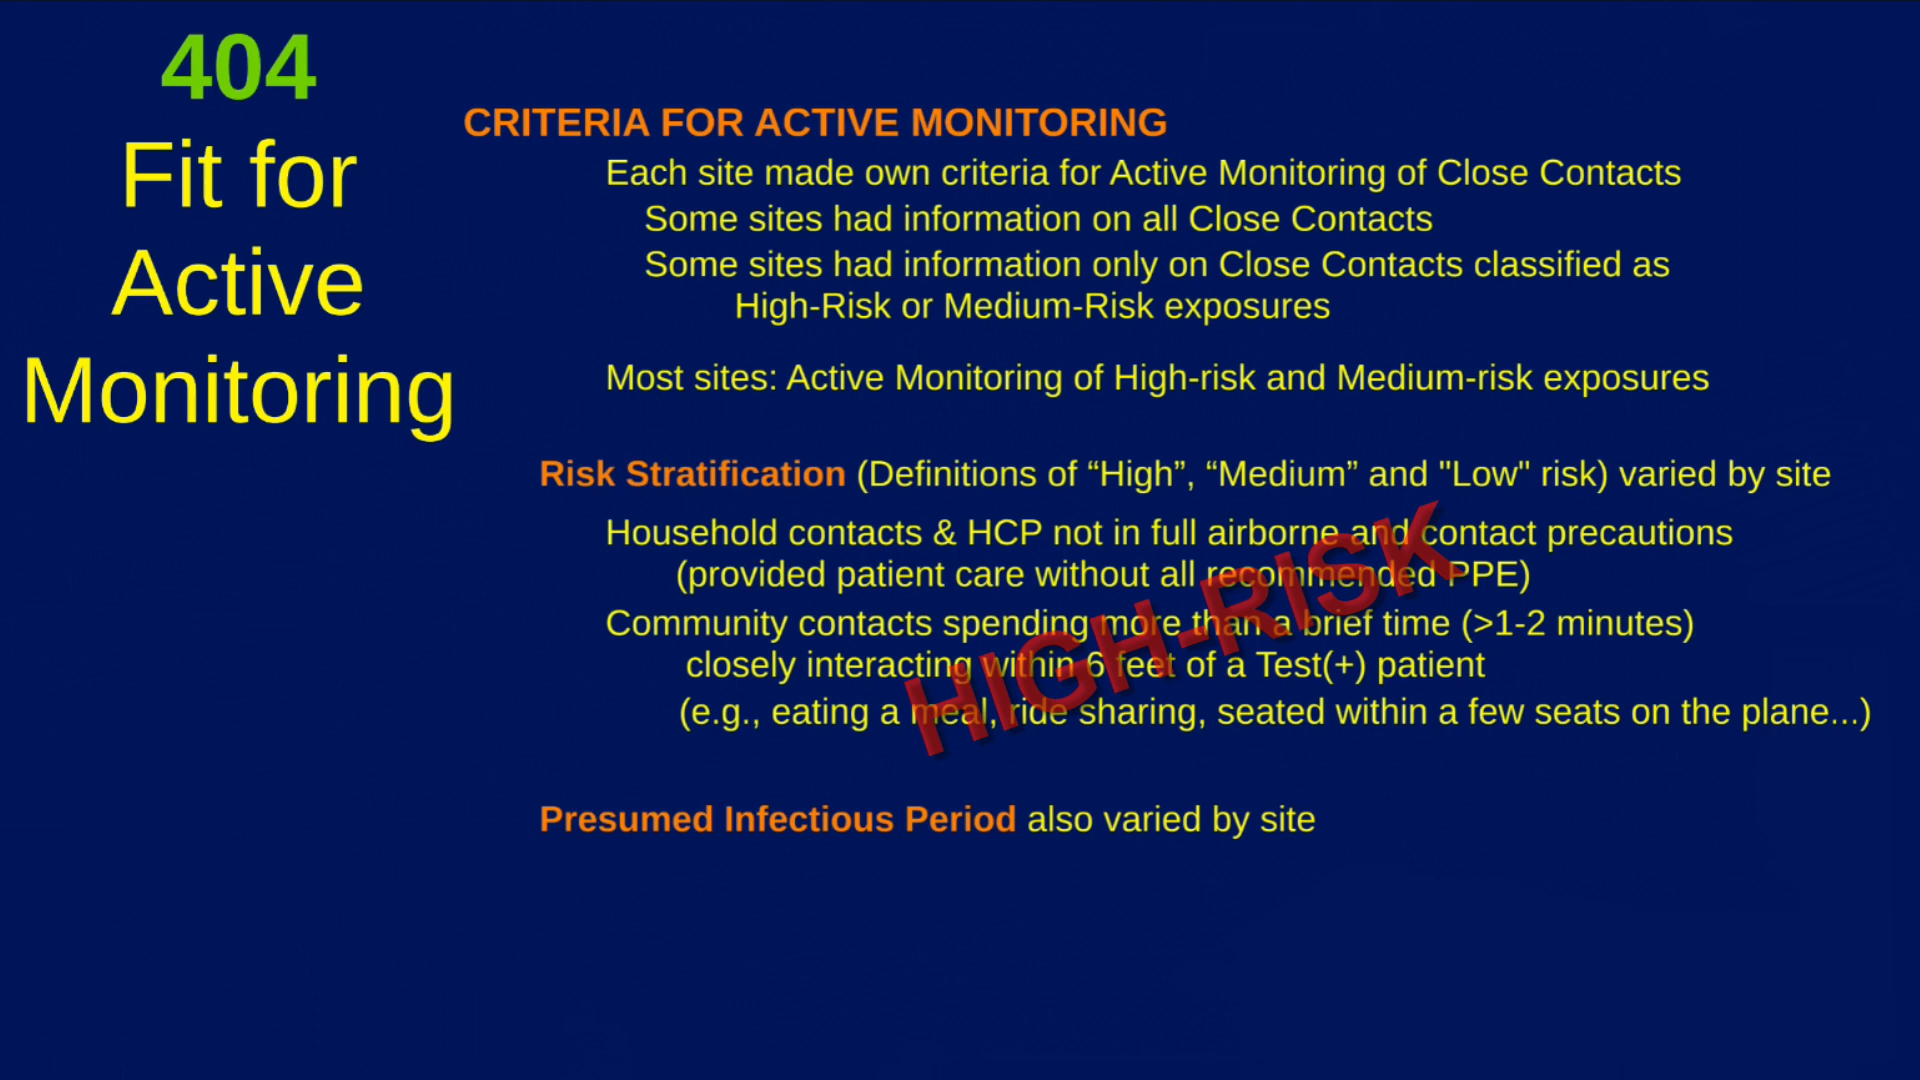 404
Fit for
Active
Monitoring
CRITERIA FOR ACTIVE MONITORING
Each site made own criteria for Active Monitoring of Close Contacts
Some sites had information on all Close Contacts
Some sites had information only on Close Contacts classified as
High-Risk or Medium-Risk exposures
Most sites: Active Monitoring of High-risk and Medium-risk exposures
Risk Stratification (Definitions of “High”, “Medium” and "Low" risk) varied by site
Household contacts & HCP not in full airborne and contact precautions
(provided patient care without all recommended PPE)
Community contacts spending more than a brief time (>1-2 minutes)
closely interacting within 6 feet of a Test(+) patient
(e.g., eating a meal, ride sharing, seated within a few seats on the plane...)
HIGH-RISK
Presumed Infectious Period also varied by site